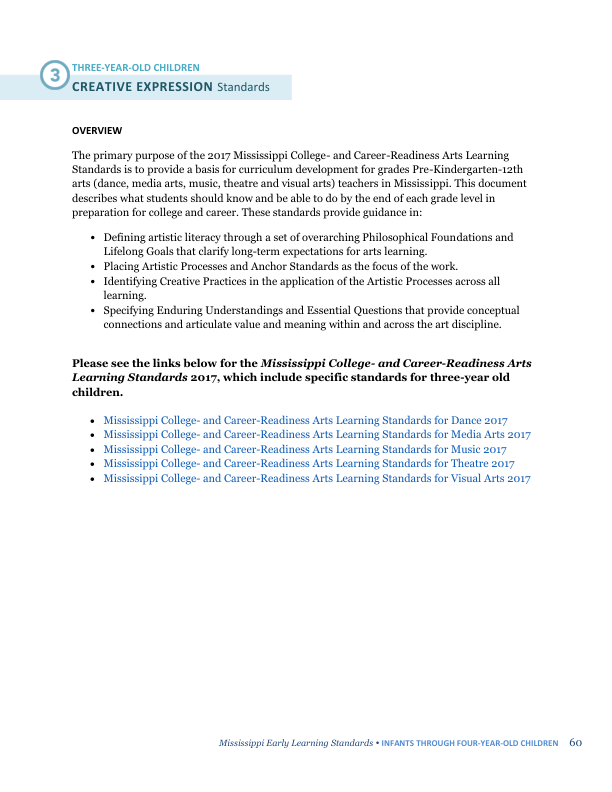 3
THREE-YEAR-OLD CHILDREN
CREATIVE EXPRESSION Standards
OVERVIEW
The primary purpose of the 2017 Mississippi College- and Career-Readiness Arts Learning
Standards is to provide a basis for curriculum development for grades Pre-Kindergarten-12th
arts (dance, media arts, music, theatre and visual arts) teachers in Mississippi. This document
describes what students should know and be able to do by the end of each grade level in
preparation for college and career. These standards provide guidance in:
• Defining artistic literacy through a set of overarching Philosophical Foundations and
Lifelong Goals that clarify long-term expectations for arts learning.
• Placing Artistic Processes and Anchor Standards as the focus of the work.
• Identifying Creative Practices in the application of the Artistic Processes across all
learning.
• Specifying Enduring Understandings and Essential Questions that provide conceptual
connections and articulate value and meaning within and across the art discipline.
Please see the links below for the Mississippi College- and Career-Readiness Arts
Learning Standards 2017, which include specific standards for three-year old
children.
• Mississippi College- and Career-Readiness Arts Learning Standards for Dance 2017
• Mississippi College- and Career-Readiness Arts Learning Standards for Media Arts 2017
• Mississippi College- and Career-Readiness Arts Learning Standards for Music 2017
• Mississippi College- and Career-Readiness Arts Learning Standards for Theatre 2017
• Mississippi College- and Career-Readiness Arts Learning Standards for Visual Arts 2017
Mississippi Early Learning Standards • INFANTS THROUGH FOUR-YEAR-OLD CHILDREN 60